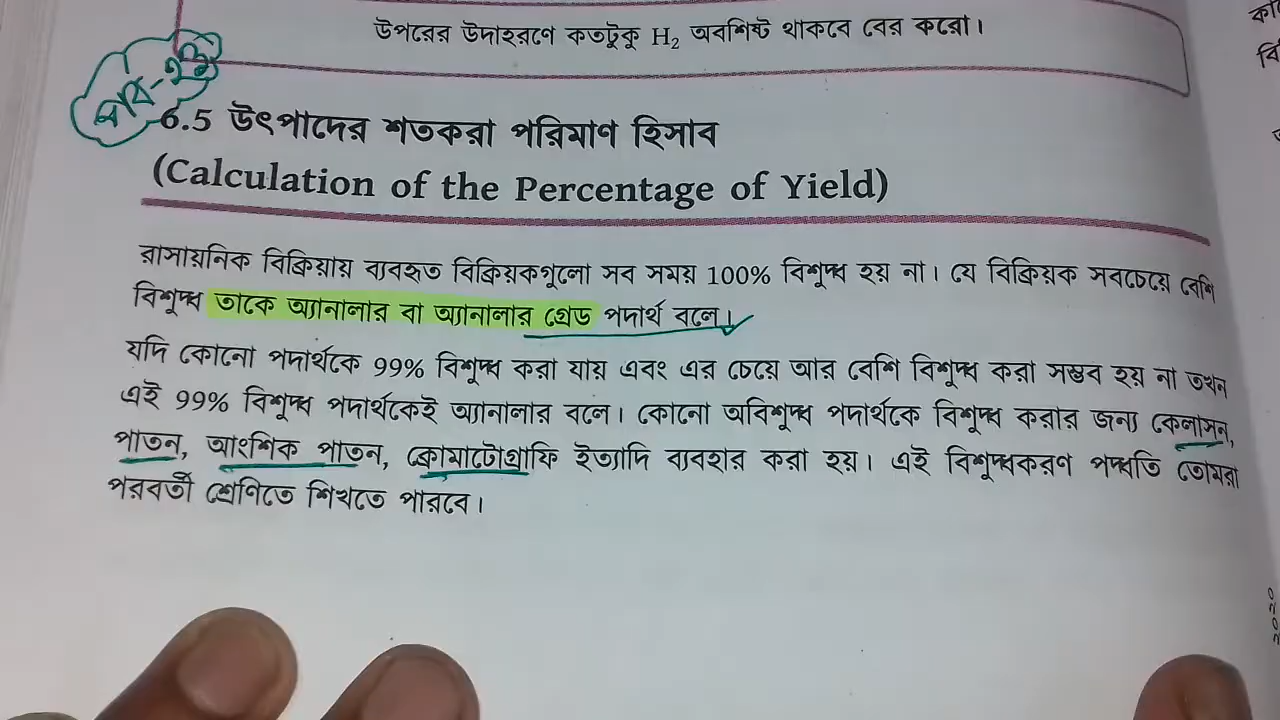 উপরের উদাহরণে কতটুকু H₂ অবশিষ্ট থাকবে বের করো।
6.5 উৎপাদের শতকরা পরিমাণ হিসাব
(Calculation of the Percentage of Yield)
রাসায়নিক বিক্রিয়ায় ব্যবহৃত বিক্রিয়কগুলো সব সময় 100% বিশুদ্ধ হয় না। যে বিক্রিয়ক সবচেয়ে বেশি
বিশুদ্ধ তাকে অ্যানালার বা অ্যানালার গ্রেড পদার্থ বলে।
যদি কোনো পদার্থকে 99% বিশুদ্ধ করা যায় এবং এর চেয়ে আর বেশি বিশুদ্ধ করা সম্ভব হয় না তখন
এই 99% বিশুদ্ধ পদার্থকেই অ্যানালার বলে। কোনো অবিশুদ্ধ পদার্থকে বিশুদ্ধ করার জন্য কেলাসন,
পাতন, আংশিক পাতন, ক্রোমাটোগ্রাফি ইত্যাদি ব্যবহার করা হয়। এই বিশুদ্ধকরণ পদ্ধতি তোমরা
পরবর্তী শ্রেণিতে শিখতে পারবে।